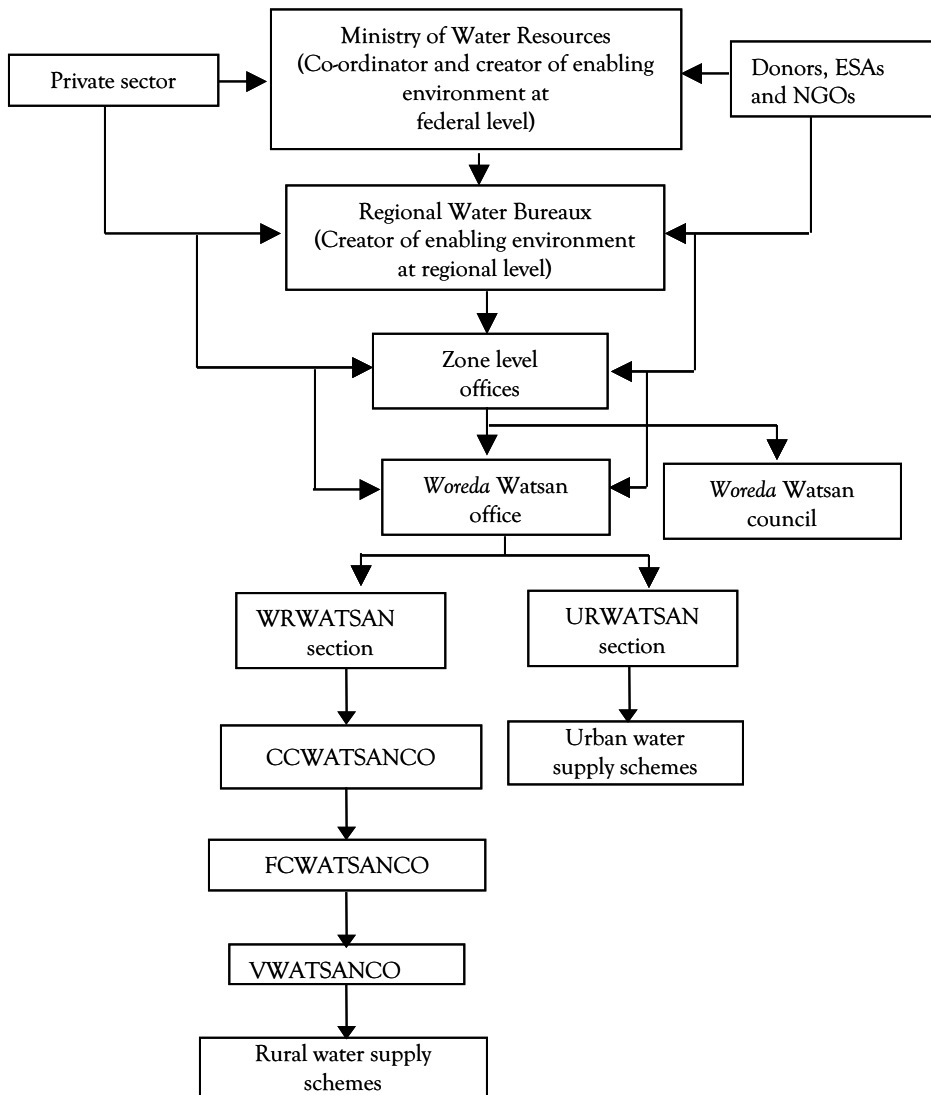 Ministry of Water Resources
(Co-ordinator and creator of enabling
environment at
federal level)
Private sector
Donors, ESAs
and NGOs
Regional Water Bureaux
(Creator of enabling environment
at regional level)
Zone level
offices
Woreda Watsan
office
Woreda Watsan
council
WRWATSAN
section
URWATSAN
section
CCWATSANCO
Urban water
supply schemes
FCWATSANCO
VWATSANCO
Rural water supply
schemes